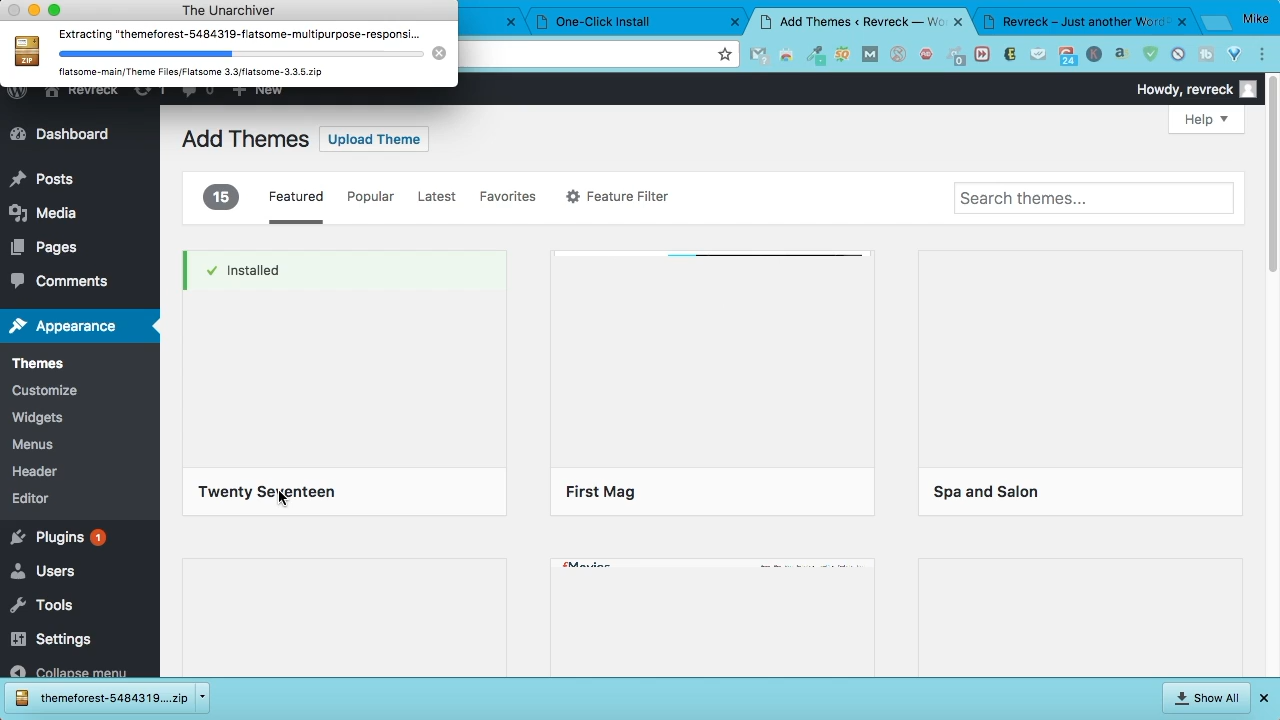 The Unarchiver
Extracting "themeforest-5484319-flatsome-multipurpose-responsi...
ZIP
flatsome-main/Theme Files/Flatsome 3.3/flatsome-3.3.5.zip
One-Click Install
Add Themes ‹ Revreck — Wo
Revreck – Just another Word
Mike
24
Revreck
1
0
New
Howdy, revreck
Dashboard
Posts
Media
Pages
Comments
Appearance
Themes
Customize
Widgets
Menus
Header
Editor
Plugins 1
Users
Tools
Settings
Collapse menu
Add Themes
Upload Theme
Help
15
Featured
Popular
Latest
Favorites
Feature Filter
Search themes...
Installed
Twenty Seventeen
First Mag
Spa and Salon
themeforest-5484319....zip
Show All